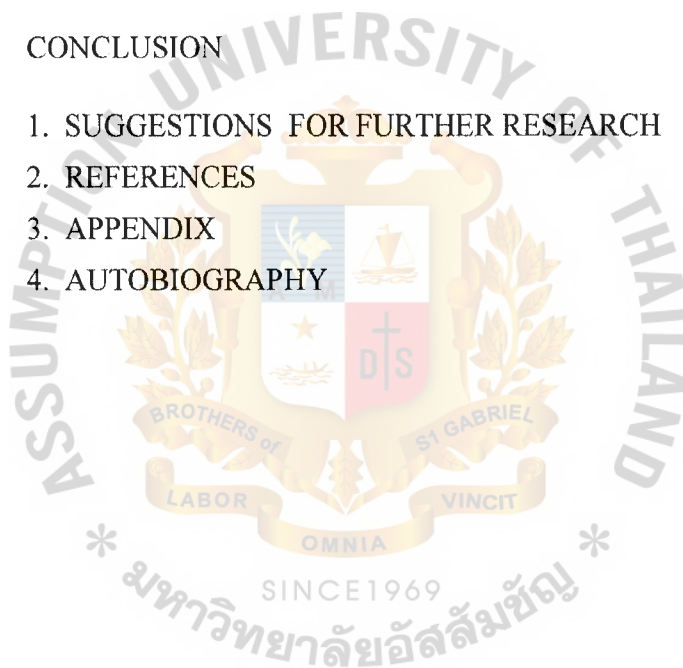 CONCLUSION
1. SUGGESTIONS FOR FURTHER RESEARCH
2. REFERENCES
3. APPENDIX
4. AUTOBIOGRAPHY
ASSUMPTION UNIVERSITY OF THAILAND
A M
D S
BROTHERS of ST GABRIEL
LABOR OMNIA VINCIT
* SINCE1969 *
มหาวิทยาลัยอัสสัมชัญ